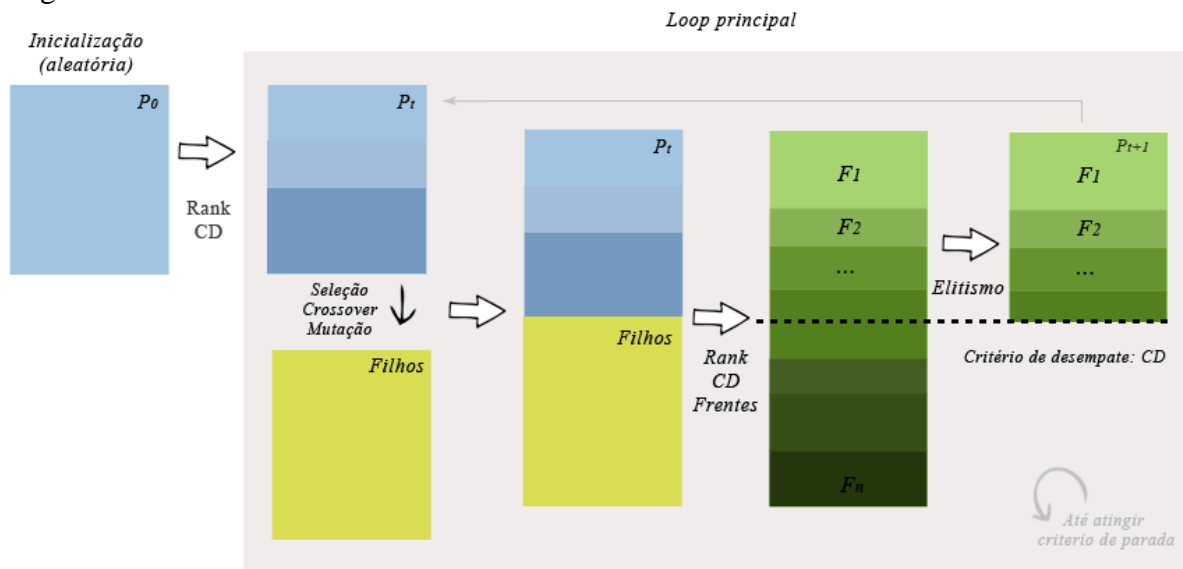 Loop principal
Inicialização
(aleatória)
P0
Rank
CD
Pt
Seleção
Crossover
Mutação
Filhos
Pt
Filhos
Rank
CD
Frentes
F1
F2
...
Fn
Elitismo
Pt+1
F1
F2
...
Critério de desempate: CD
Até atingir
criterio de parada